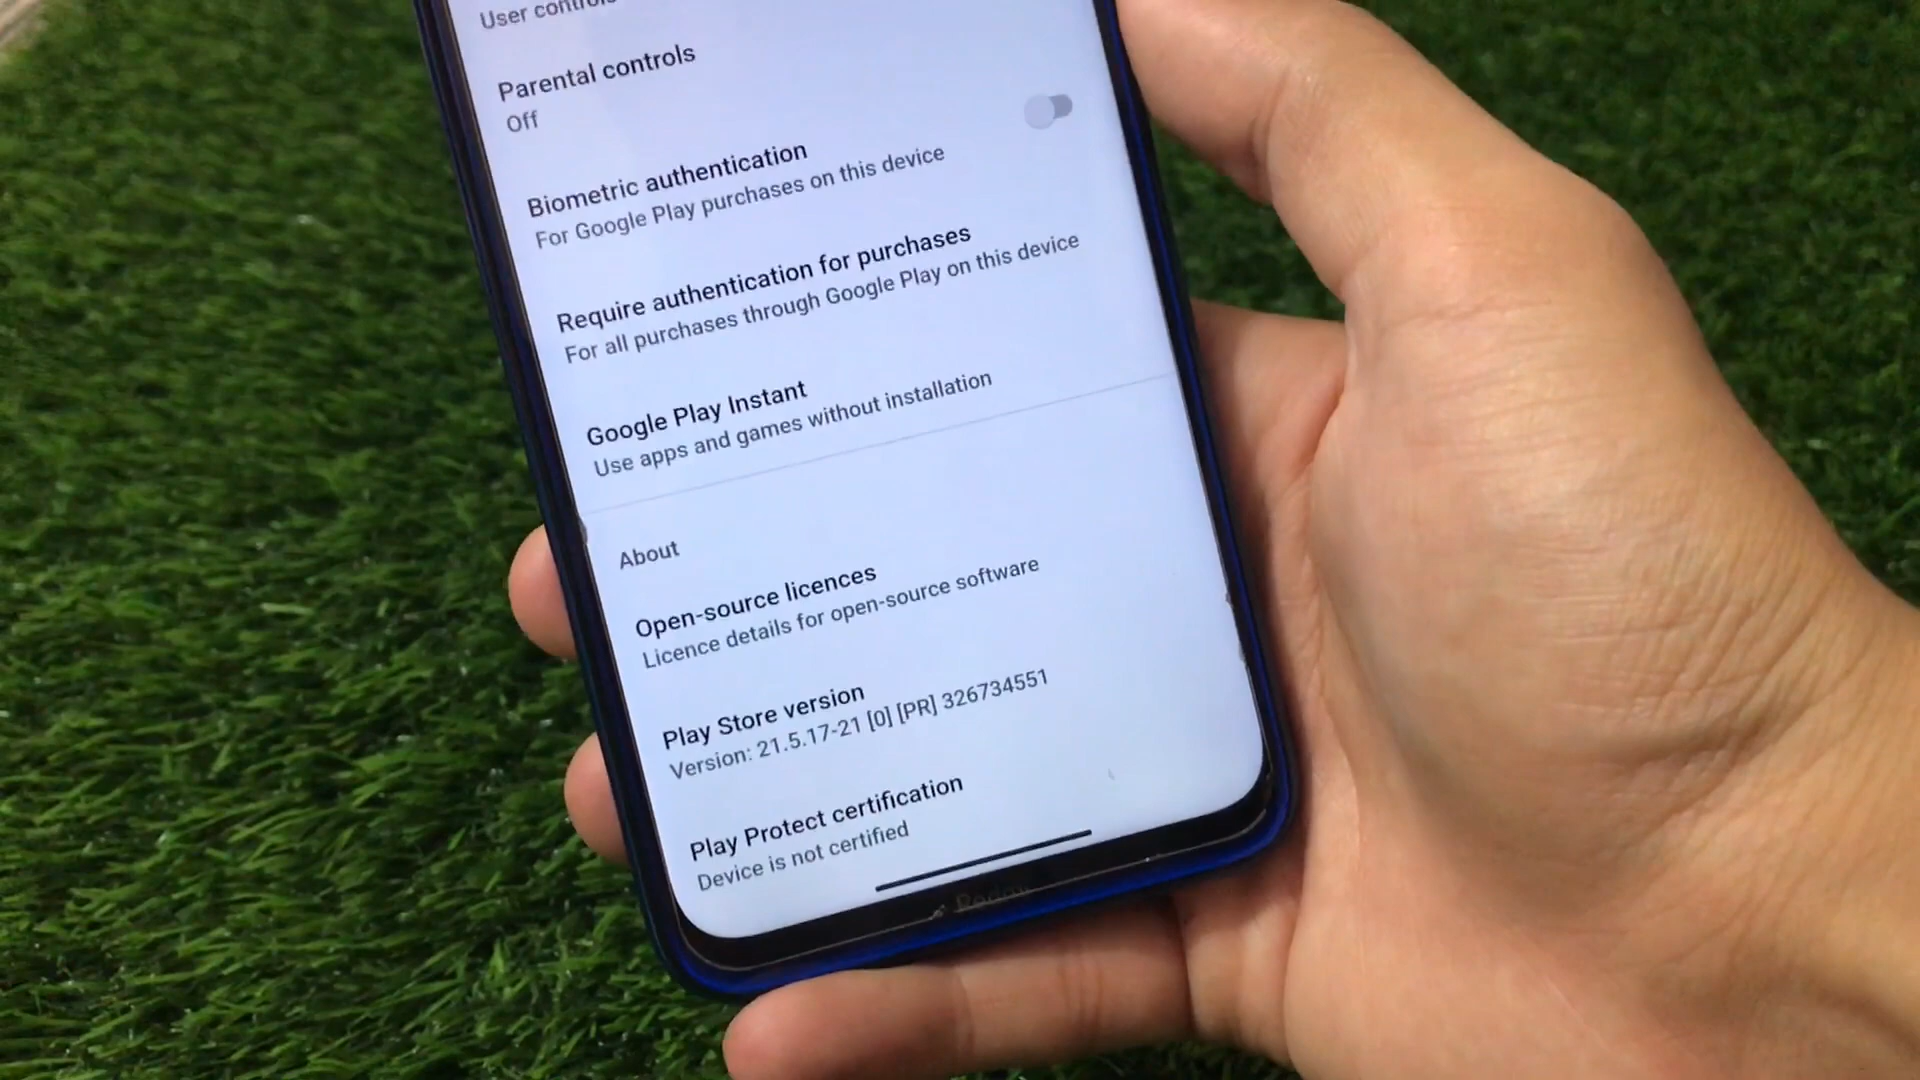 User controls
Parental controls
Off
Biometric authentication
For Google Play purchases on this device
Require authentication for purchases
For all purchases through Google Play on this device
Google Play Instant
Use apps and games without installation
About
Open-source licences
Licence details for open-source software
Play Store version
Version: 21.5.17-21 [0] [PR] 326734551
Play Protect certification
Device is not certified
Redmi